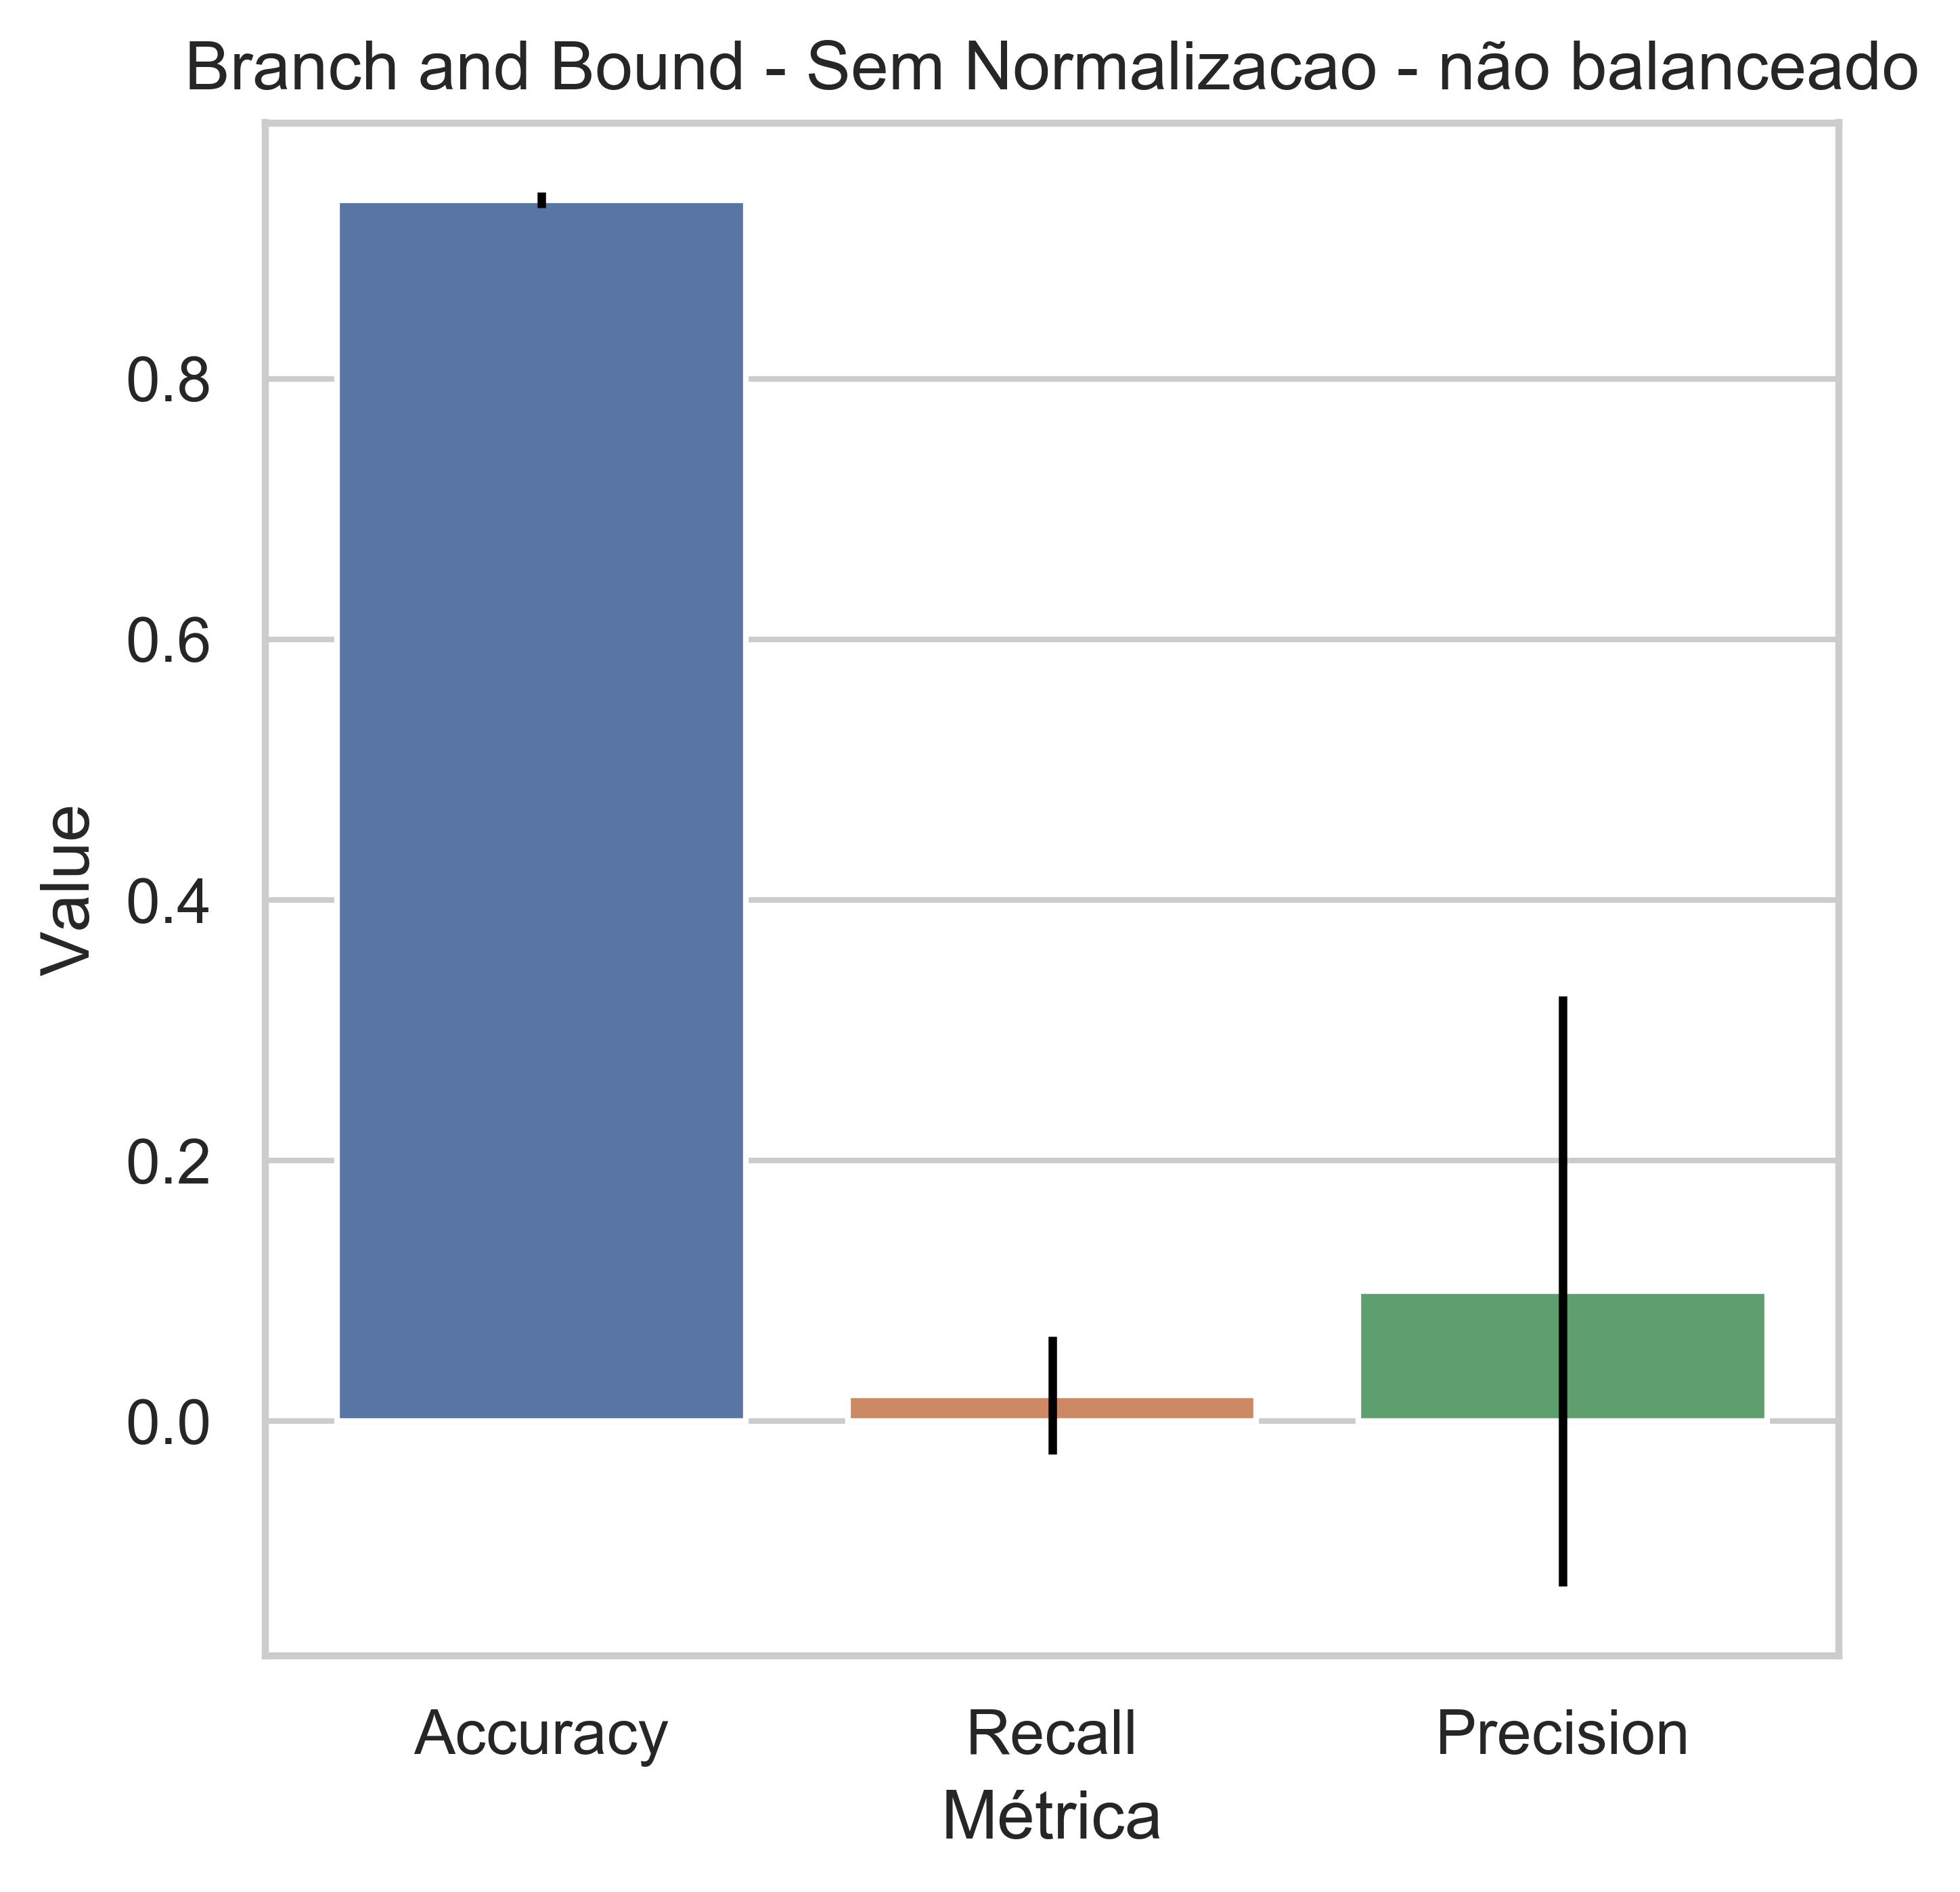 Branch and Bound - Sem Normalizacao - não balanceado
0.8
0.6
0.4
0.2
0.0
Value
Accuracy Recall Precision
Métrica